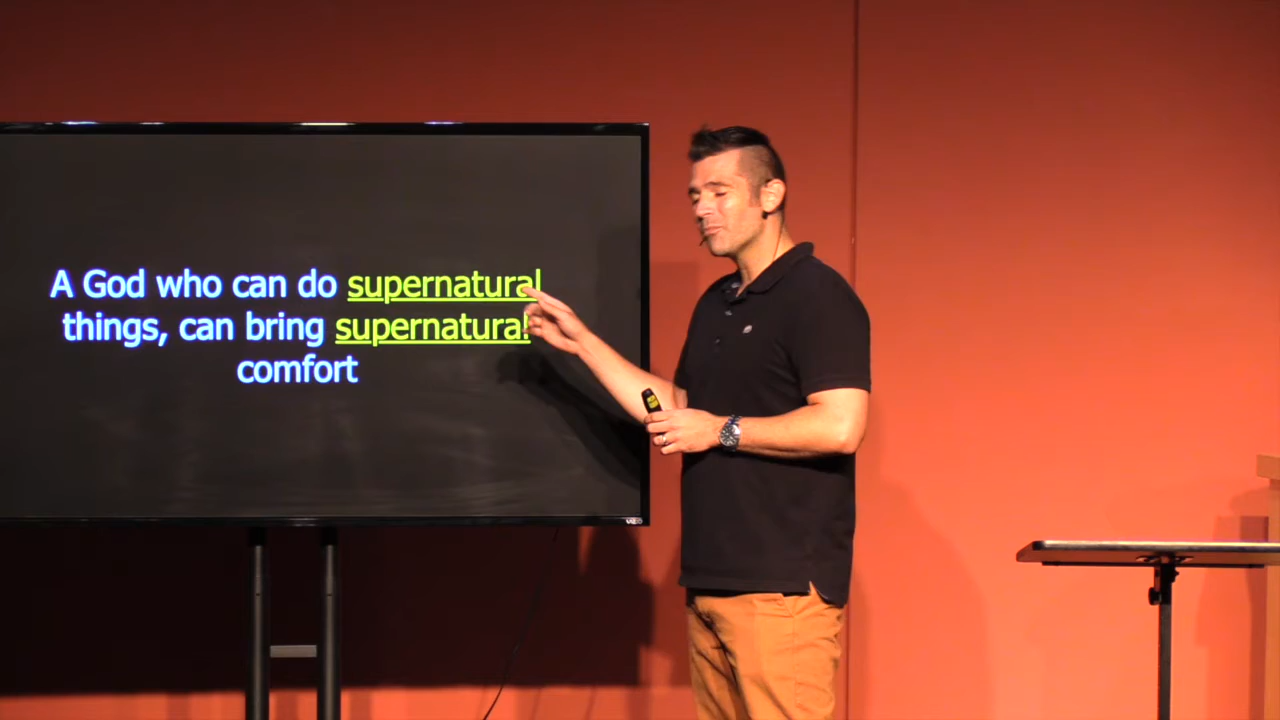 A God who can do supernatural
things, can bring supernatural
comfort